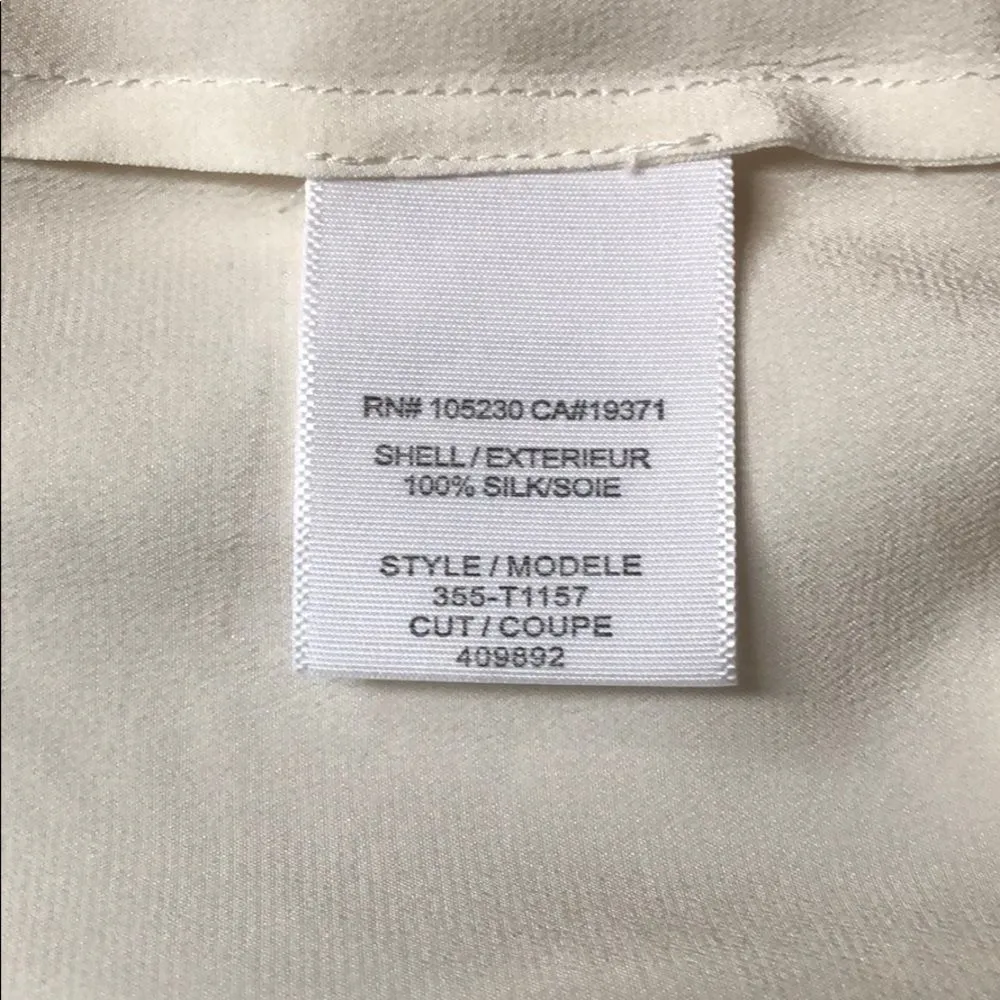 RN# 105230 CA#19371
SHELL / EXTERIEUR
100% SILK/SOIE
STYLE / MODELE
355-T1157
CUT / COUPE
409892